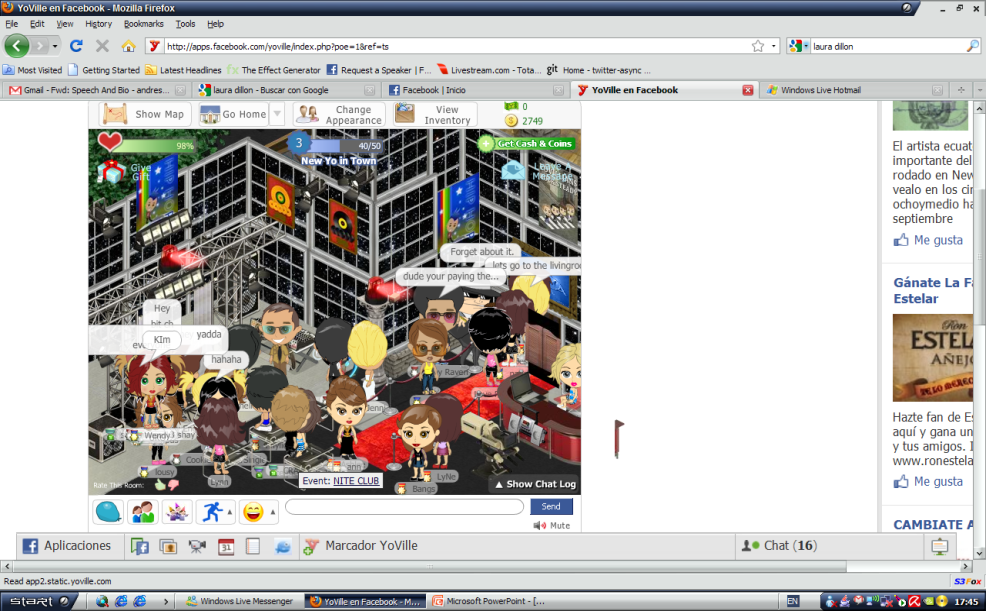 YoVille en Facebook - Mozilla Firefox
File Edit View History Bookmarks Tools Help
http://apps.facebook.com/yoville/index.php?poe=1&ref=ts
laura dillon
Most Visited Getting Started Latest Headlines The Effect Generator Request a Speaker | F... Livestream.com - Tota... git Home - twitter-async ...
Gmail - Fwd: Speech And Bio - andres... laura dillon - Buscar con Google Facebook | Inicio YoVille en Facebook Windows Live Hotmail
Show Map Go Home Change Appearance View Inventory 0
2749
98% 3 40/50 Get Cash & Coins
New Yo in Town
Give Gift
Leave A Message
Forget about it.
lets go to the livingroo
dude your paying the...
Hey
bit.ch
KIm
yadda
hahaha
Raven
Wendy
shay
Cookie
lousy
Lynn
Jenn
ann
LyNe
Bangs
Rate This Room:
Event: NITE CLUB
Show Chat Log
Send
Mute
El artista ecuat
importante del
rodado en New
vealo en los cin
ochoymedio ha
septiembre
Me gusta
Gánate La Fa
Estelar
Ron
ESTEL
AÑEJ
PELO MEREC
Hazte fan de Es
aquí y gana un
y tus amigos. I
www.ronestela
Me gusta
CAMBIATE A
Aplicaciones 31 Marcador YoVille Chat (16)
Read app2.static.yoville.com S3Fox
start Windows Live Messenger YoVille en Facebook - M... Microsoft PowerPoint - [... EN 17:45